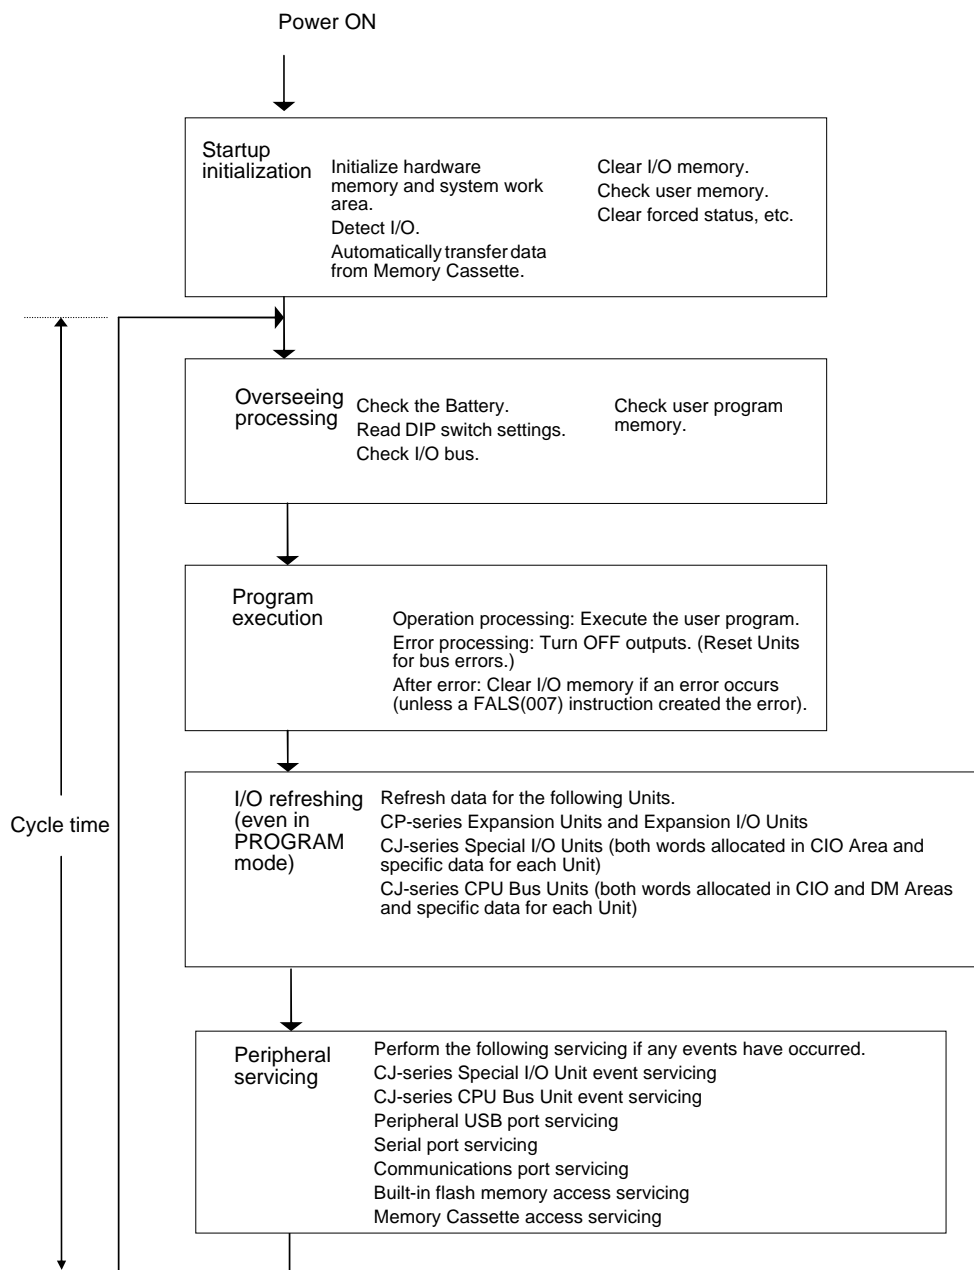 Power ON
Startup
initialization
Initialize hardware
memory and system work
area.
Detect I/O.
Automatically transfer data
from Memory Cassette.
Clear I/O memory.
Check user memory.
Clear forced status, etc.
Overseeing
processing
Check the Battery.
Read DIP switch settings.
Check I/O bus.
Check user program
memory.
Program
execution
Operation processing: Execute the user program.
Error processing: Turn OFF outputs. (Reset Units
for bus errors.)
After error: Clear I/O memory if an error occurs
(unless a FALS(007) instruction created the error).
Cycle time
I/O refreshing
(even in
PROGRAM
mode)
Refresh data for the following Units.
CP-series Expansion Units and Expansion I/O Units
CJ-series Special I/O Units (both words allocated in CIO Area and
specific data for each Unit)
CJ-series CPU Bus Units (both words allocated in CIO and DM Areas
and specific data for each Unit)
Peripheral
servicing
Perform the following servicing if any events have occurred.
CJ-series Special I/O Unit event servicing
CJ-series CPU Bus Unit event servicing
Peripheral USB port servicing
Serial port servicing
Communications port servicing
Built-in flash memory access servicing
Memory Cassette access servicing